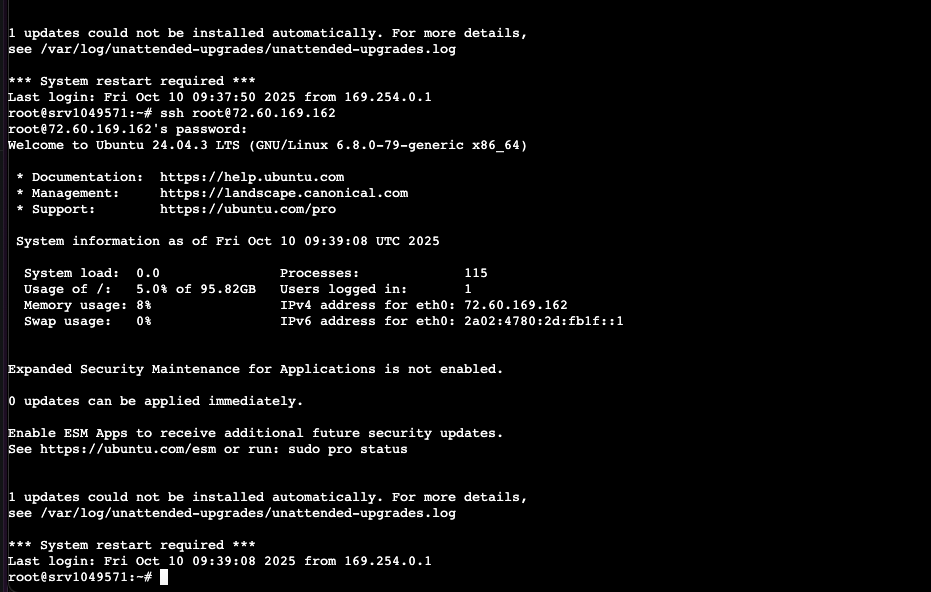 1 updates could not be installed automatically. For more details,
see /var/log/unattended-upgrades/unattended-upgrades.log
*** System restart required ***
Last login: Fri Oct 10 09:37:50 2025 from 169.254.0.1
root@srv1049571:~# ssh root@72.60.169.162
root@72.60.169.162's password:
Welcome to Ubuntu 24.04.3 LTS (GNU/Linux 6.8.0-79-generic x86_64)
* Documentation:  https://help.ubuntu.com
* Management:     https://landscape.canonical.com
* Support:        https://ubuntu.com/pro
System information as of Fri Oct 10 09:39:08 UTC 2025
System load:  0.0               Processes:             115
Usage of /:   5.0% of 95.82GB   Users logged in:       1
Memory usage: 8%                IPv4 address for eth0: 72.60.169.162
Swap usage:   0%                IPv6 address for eth0: 2a02:4780:2d:fb1f::1
Expanded Security Maintenance for Applications is not enabled.
0 updates can be applied immediately.
Enable ESM Apps to receive additional future security updates.
See https://ubuntu.com/esm or run: sudo pro status
1 updates could not be installed automatically. For more details,
see /var/log/unattended-upgrades/unattended-upgrades.log
*** System restart required ***
Last login: Fri Oct 10 09:39:08 2025 from 169.254.0.1
root@srv1049571:~#